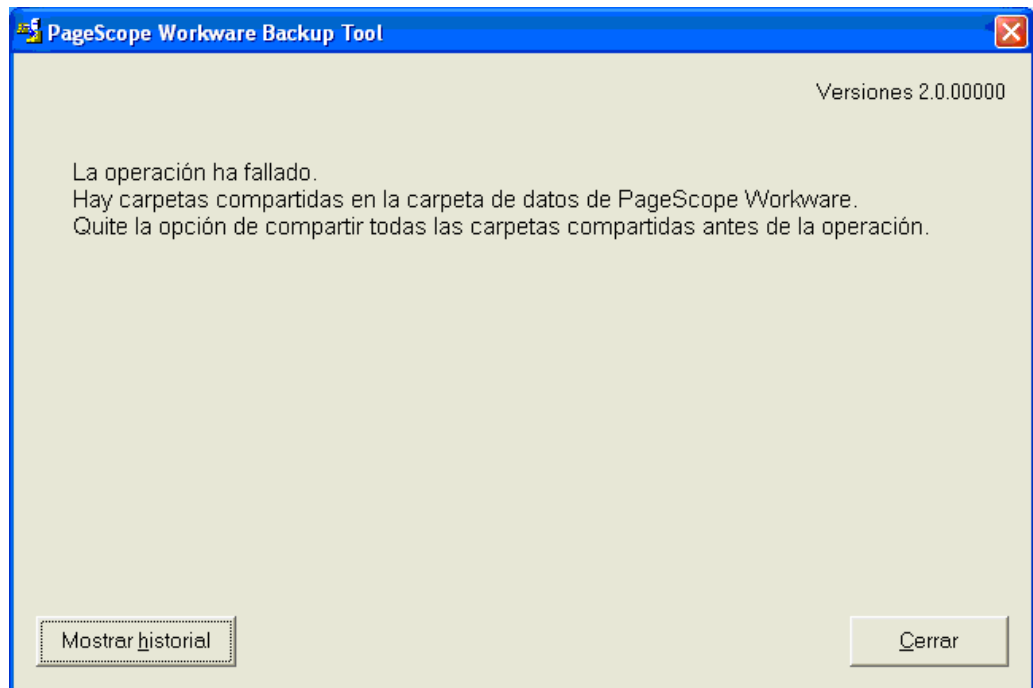 PageScope Workware Backup Tool
Versiones 2.0.00000
La operación ha fallado.
Hay carpetas compartidas en la carpeta de datos de PageScope Workware.
Quite la opción de compartir todas las carpetas compartidas antes de la operación.
Mostrar historial
Cerrar